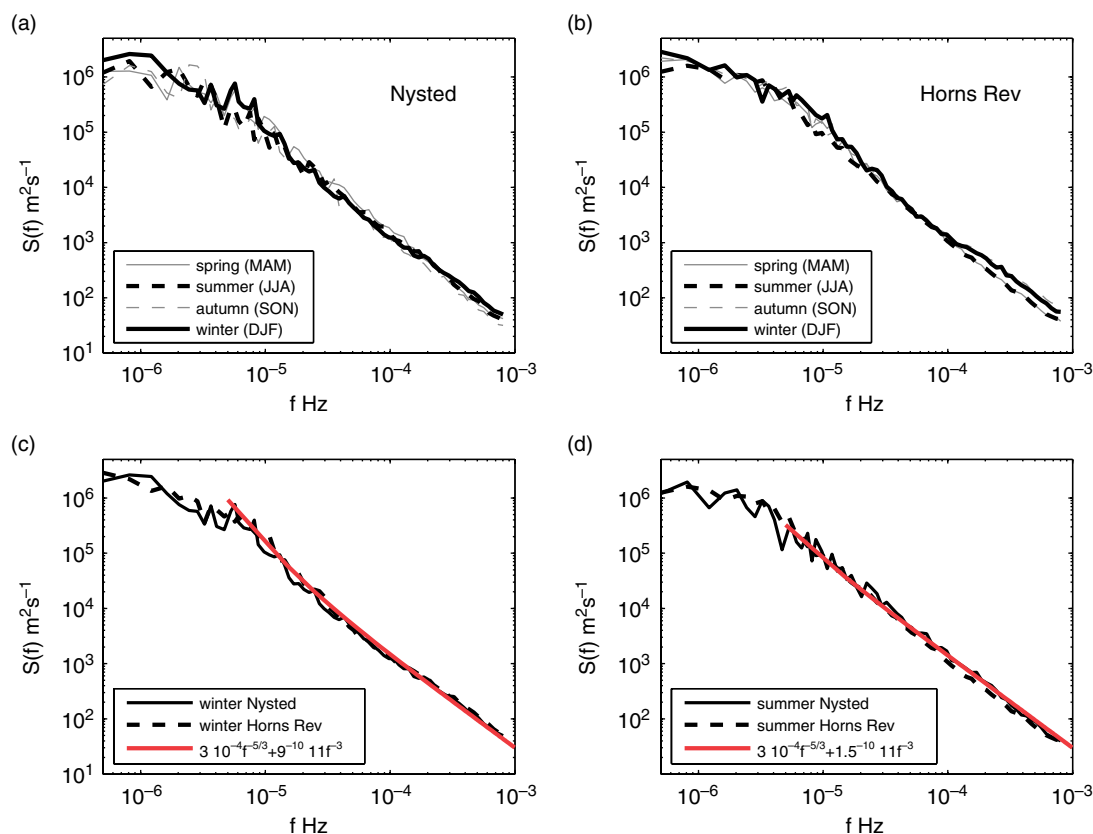 (a)
Nysted
10⁶
10⁵
10⁴
10³
10²
10¹
S(f) m²s⁻¹
spring (MAM)
summer (JJA)
autumn (SON)
winter (DJF)
10⁻⁶ 10⁻⁵ 10⁻⁴ 10⁻³
f Hz
(b)
Horns Rev
10⁶
10⁵
10⁴
10³
10²
10¹
S(f) m²s⁻¹
spring (MAM)
summer (JJA)
autumn (SON)
winter (DJF)
10⁻⁶ 10⁻⁵ 10⁻⁴ 10⁻³
f Hz
(c)
10⁶
10⁵
10⁴
10³
10²
10¹
S(f) m²s⁻¹
winter Nysted
winter Horns Rev
3 10⁻⁴f⁻⁵ᐟ³+9⁻¹⁰ 11f⁻³
10⁻⁶ 10⁻⁵ 10⁻⁴ 10⁻³
f Hz
(d)
10⁶
10⁵
10⁴
10³
10²
10¹
S(f) m²s⁻¹
summer Nysted
summer Horns Rev
3 10⁻⁴f⁻⁵ᐟ³+1.5⁻¹⁰ 11f⁻³
10⁻⁶ 10⁻⁵ 10⁻⁴ 10⁻³
f Hz